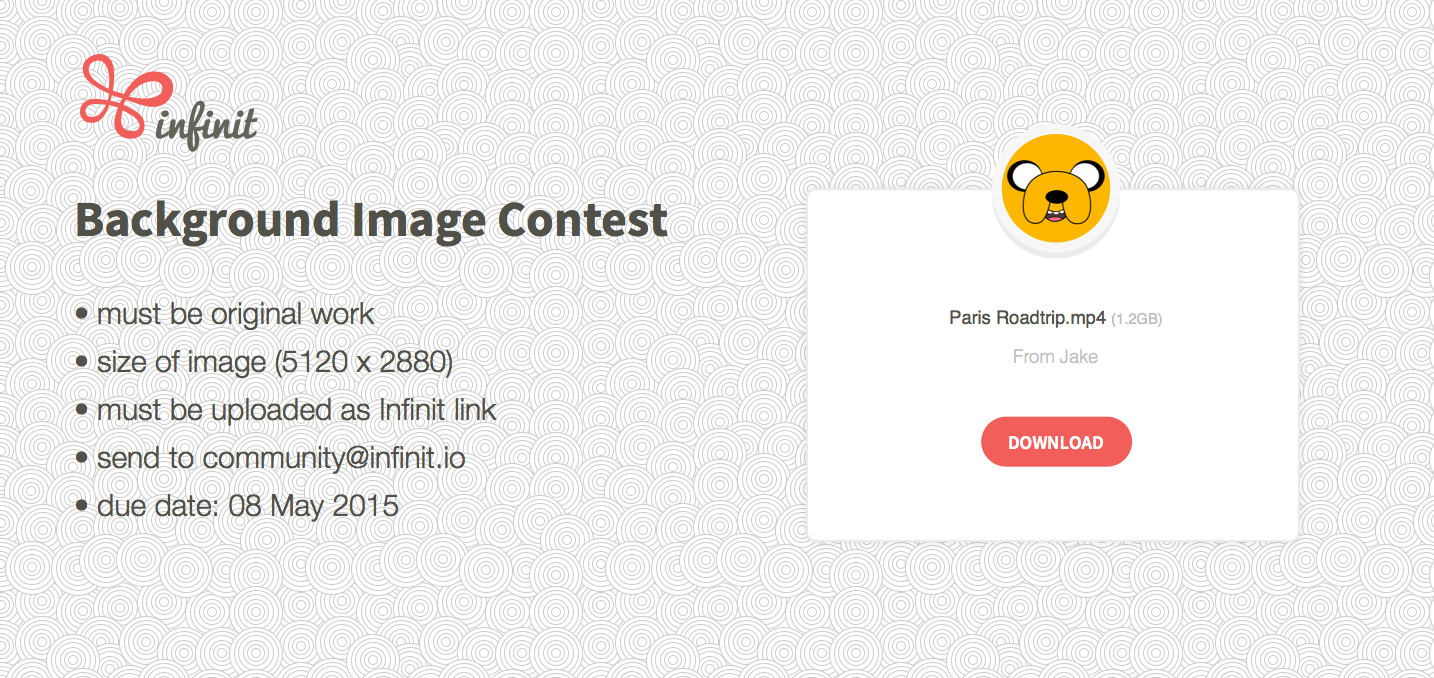 infinit
Background Image Contest
• must be original work
• size of image (5120 x 2880)
• must be uploaded as Infinit link
• send to community@infinit.io
• due date: 08 May 2015
Paris Roadtrip.mp4 (1.2GB)
From Jake
DOWNLOAD